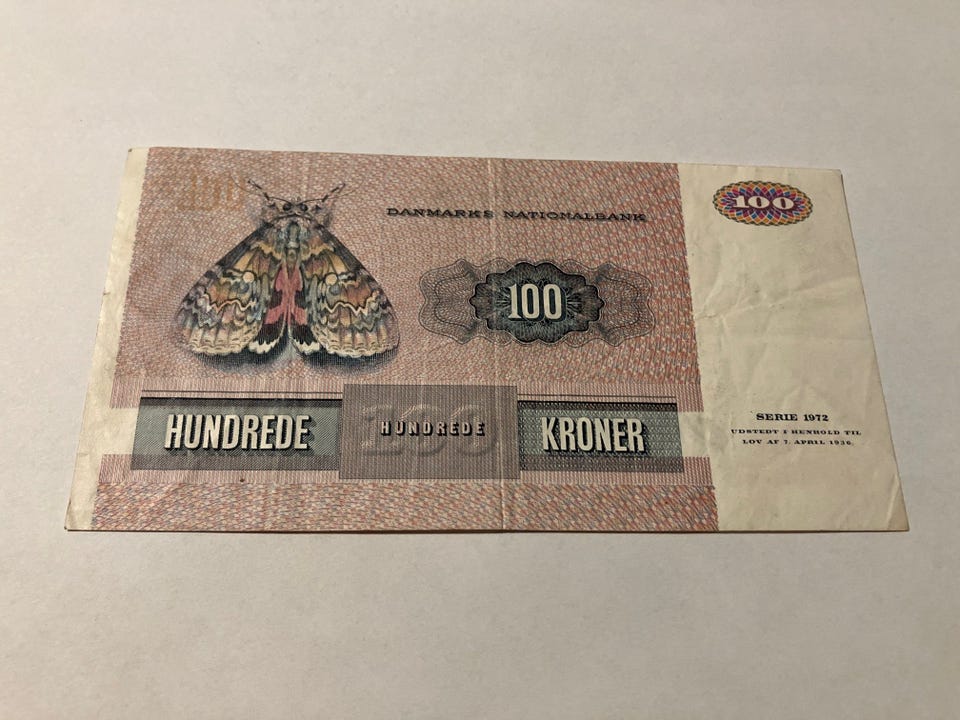 DANMARKS NATIONALBANK
100
100
HUNDREDE
100
HUNDREDE
KRONER
SERIE 1972
UDSTEDT I HENHOLD TIL
LOV AF 7. APRIL 1936.